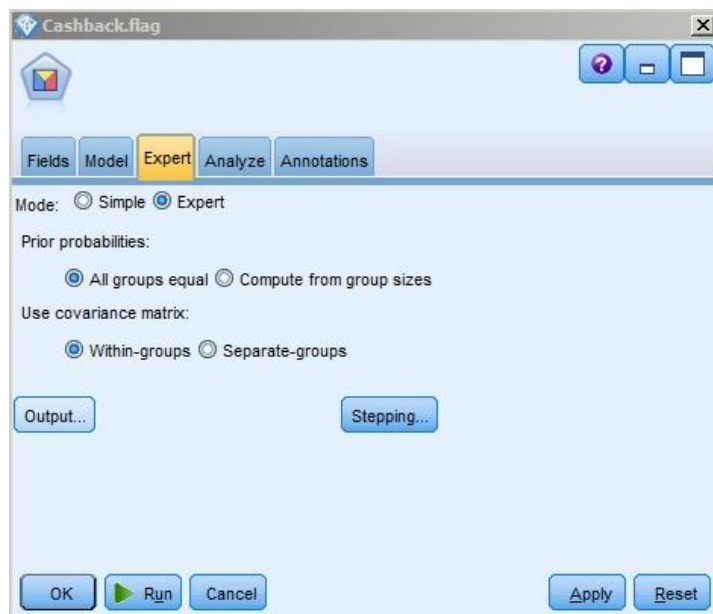 Cashback.flag
Fields Model Expert Analyze Annotations
Mode: Simple Expert
Prior probabilities:
All groups equal Compute from group sizes
Use covariance matrix:
Within-groups Separate-groups
Output... Stepping...
OK Run Cancel Apply Reset